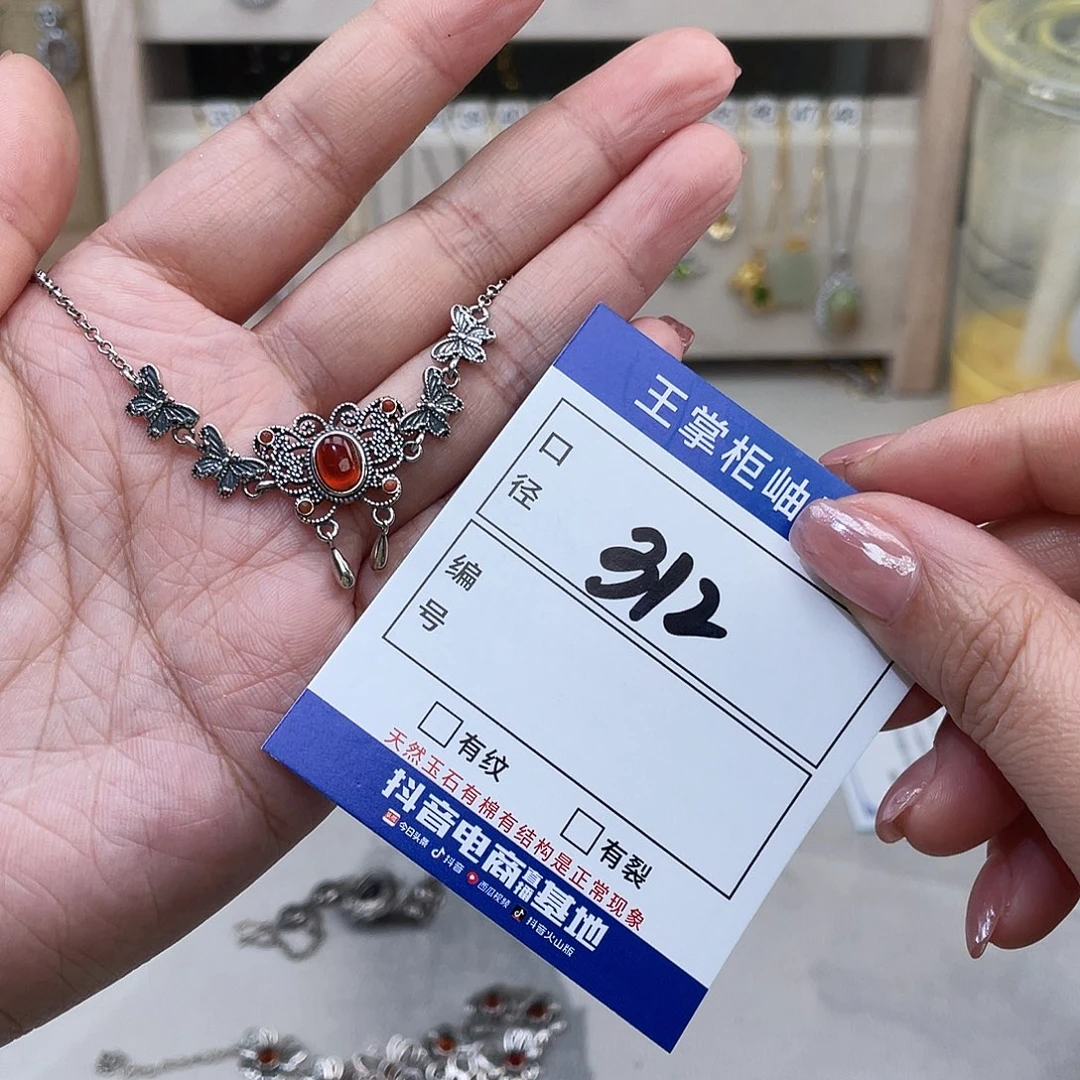 王掌柜岫
口径
312
编号
有纹
有裂
天然玉石有棉有结构是正常现象
抖音电商直播基地
今日头条 抖音 西瓜视频 抖音火山版